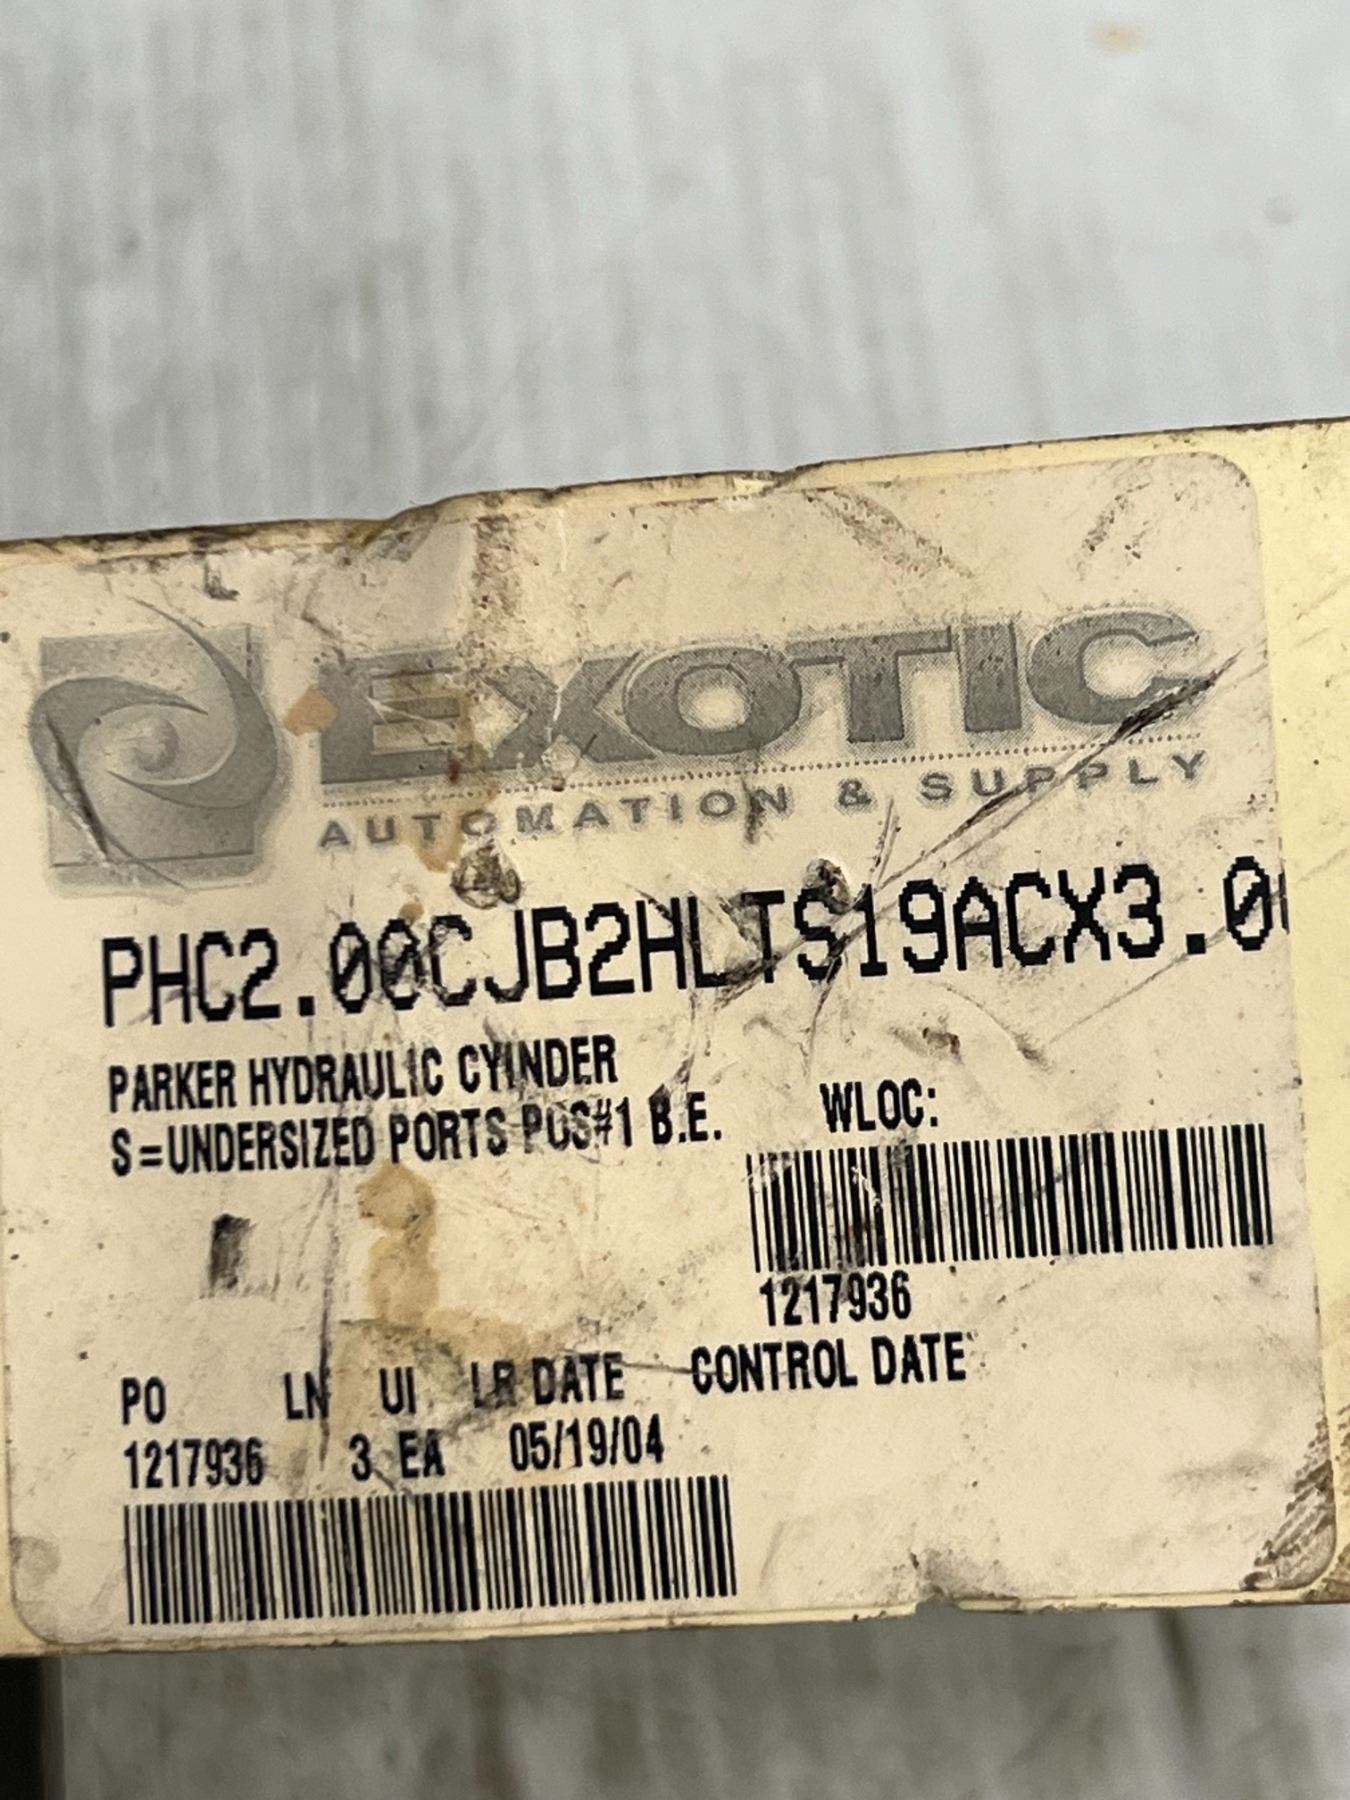 EXOTIC
AUTOMATION & SUPPLY
PHC2.00CJB2HLTS19ACX3.00
PARKER HYDRAULIC CYINDER
S=UNDERSIZED PORTS POS#1 B.E.
WLOC:
1217936
PO LN UI LR DATE CONTROL DATE
1217936 3 EA 05/19/04